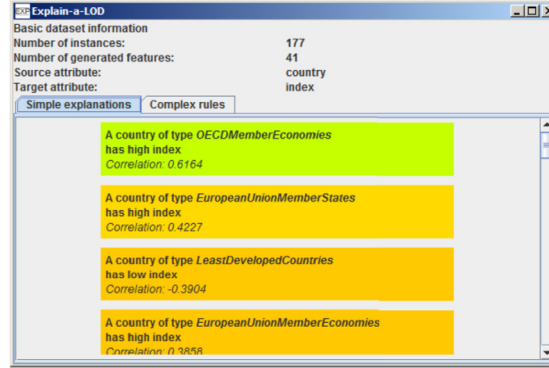 EXP Explain-a-LOD
Basic dataset information
Number of instances: 177
Number of generated features: 41
Source attribute: country
Target attribute: index
Simple explanations Complex rules
A country of type OECDMemberEconomies
has high index
Correlation: 0.6164
A country of type EuropeanUnionMemberStates
has high index
Correlation: 0.4227
A country of type LeastDevelopedCountries
has low index
Correlation: -0.3904
A country of type EuropeanUnionMemberEconomies
has high index
Correlation: 0.3858